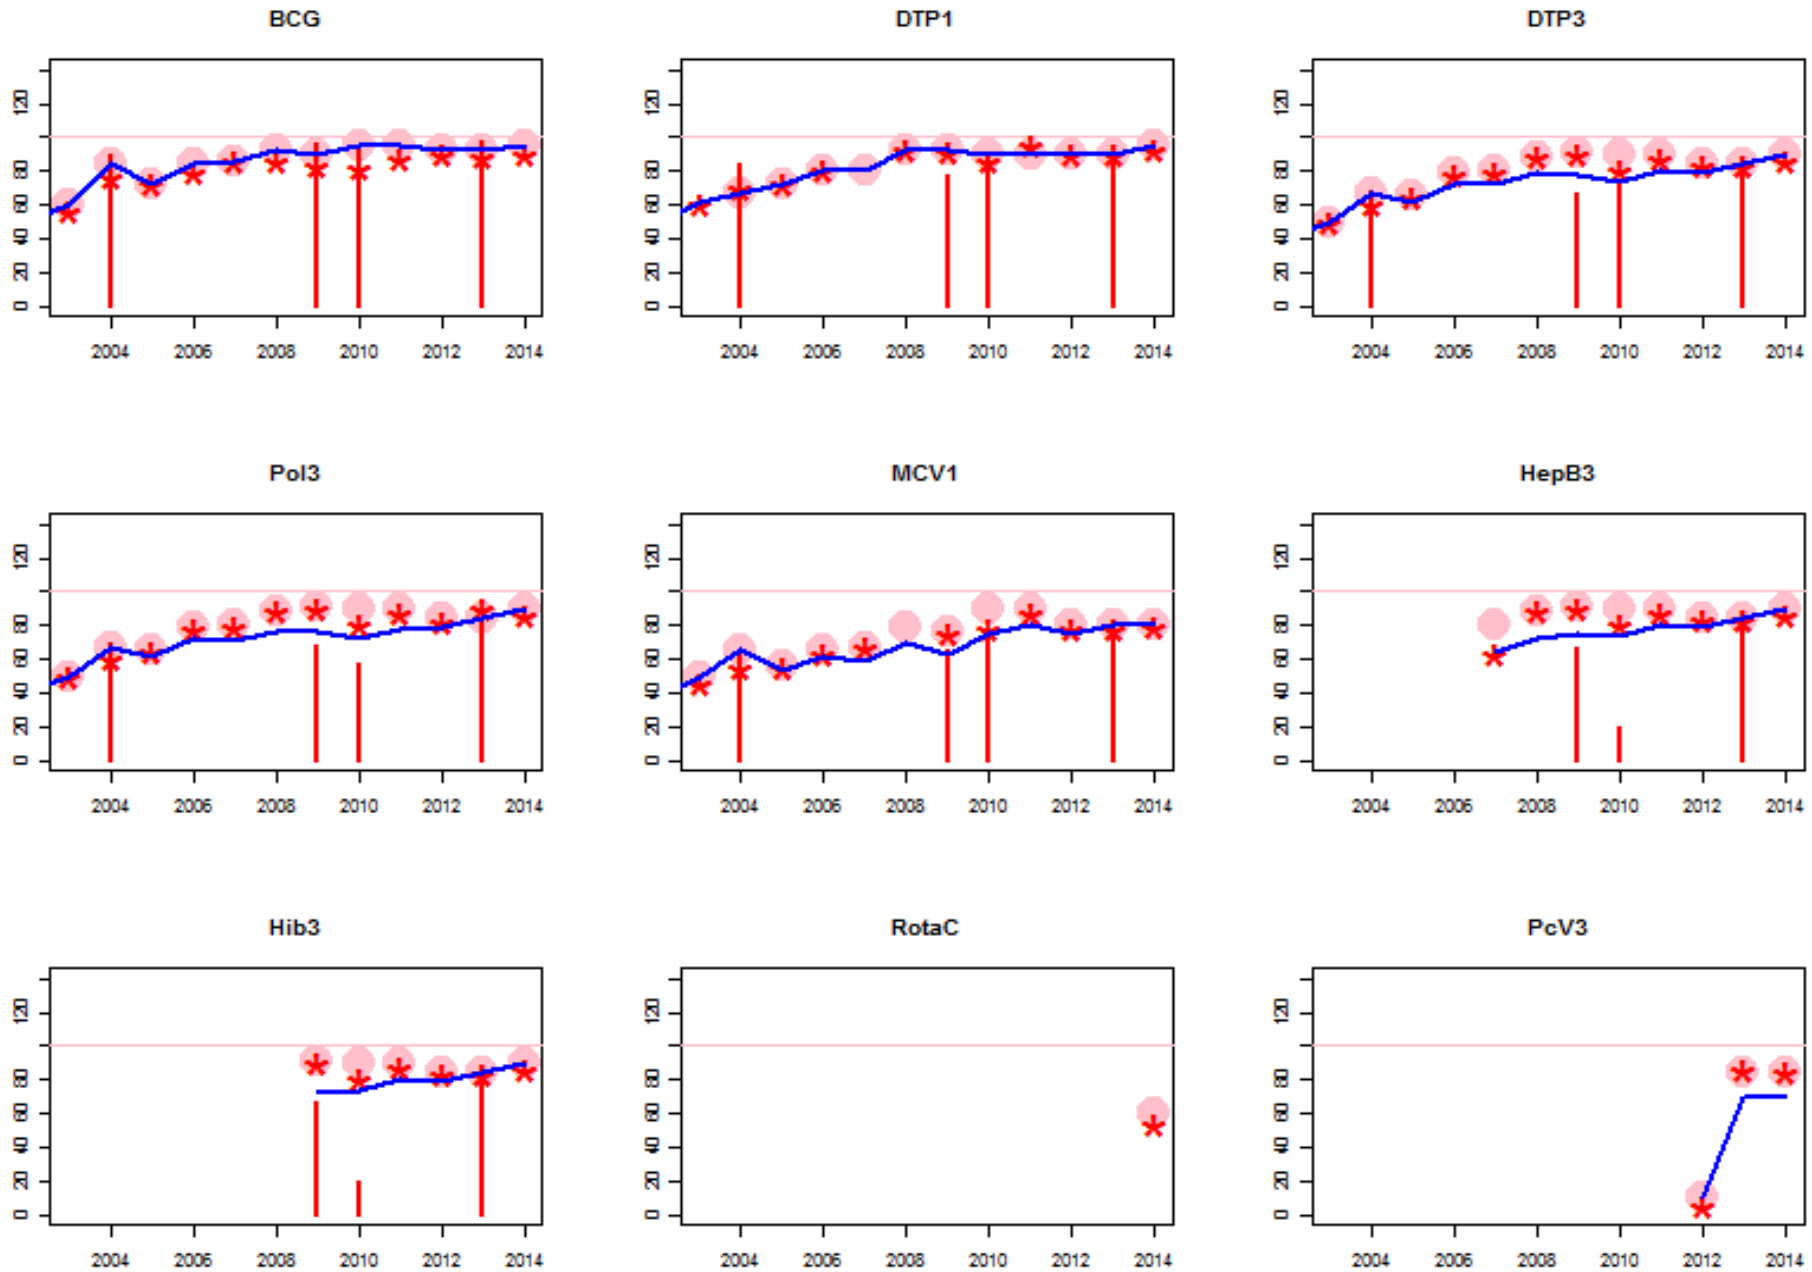 BCG DTP1 DTP3
0 20 40 60 80 120 0 20 40 60 80 120 0 20 40 60 80 120
2004 2006 2008 2010 2012 2014 2004 2006 2008 2010 2012 2014 2004 2006 2008 2010 2012 2014
Pol3 MCV1 HepB3
0 20 40 60 80 120 0 20 40 60 80 120 0 20 40 60 80 120
2004 2006 2008 2010 2012 2014 2004 2006 2008 2010 2012 2014 2004 2006 2008 2010 2012 2014
Hib3 RotaC PcV3
0 20 40 60 80 120 0 20 40 60 80 120 0 20 40 60 80 120
2004 2006 2008 2010 2012 2014 2004 2006 2008 2010 2012 2014 2004 2006 2008 2010 2012 2014